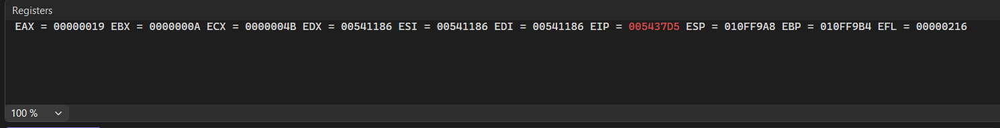 Registers
EAX = 00000019 EBX = 0000000A ECX = 0000004B EDX = 00541186 ESI = 00541186 EDI = 00541186 EIP = 005437D5 ESP = 010FF9A8 EBP = 010FF9B4 EFL = 00000216
100 %